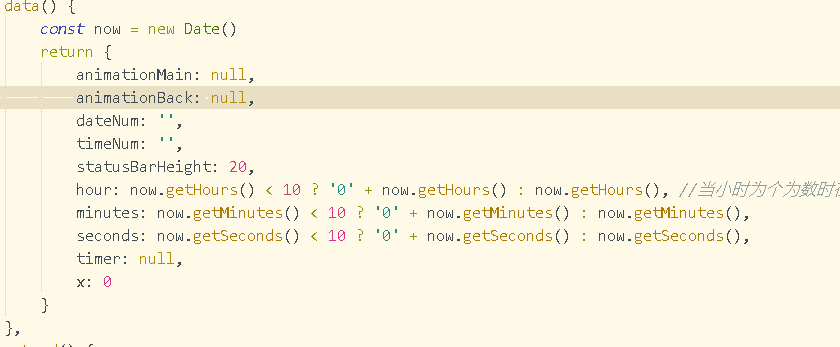 data() {
const now = new Date()
return {
animationMain: null,
animationBack: null,
dateNum: '',
timeNum: '',
statusBarHeight: 20,
hour: now.getHours() < 10 ? '0' + now.getHours() : now.getHours(), //当小时为个为数时在
minutes: now.getMinutes() < 10 ? '0' + now.getMinutes() : now.getMinutes(),
seconds: now.getSeconds() < 10 ? '0' + now.getSeconds() : now.getSeconds(),
timer: null,
x: 0
}
},